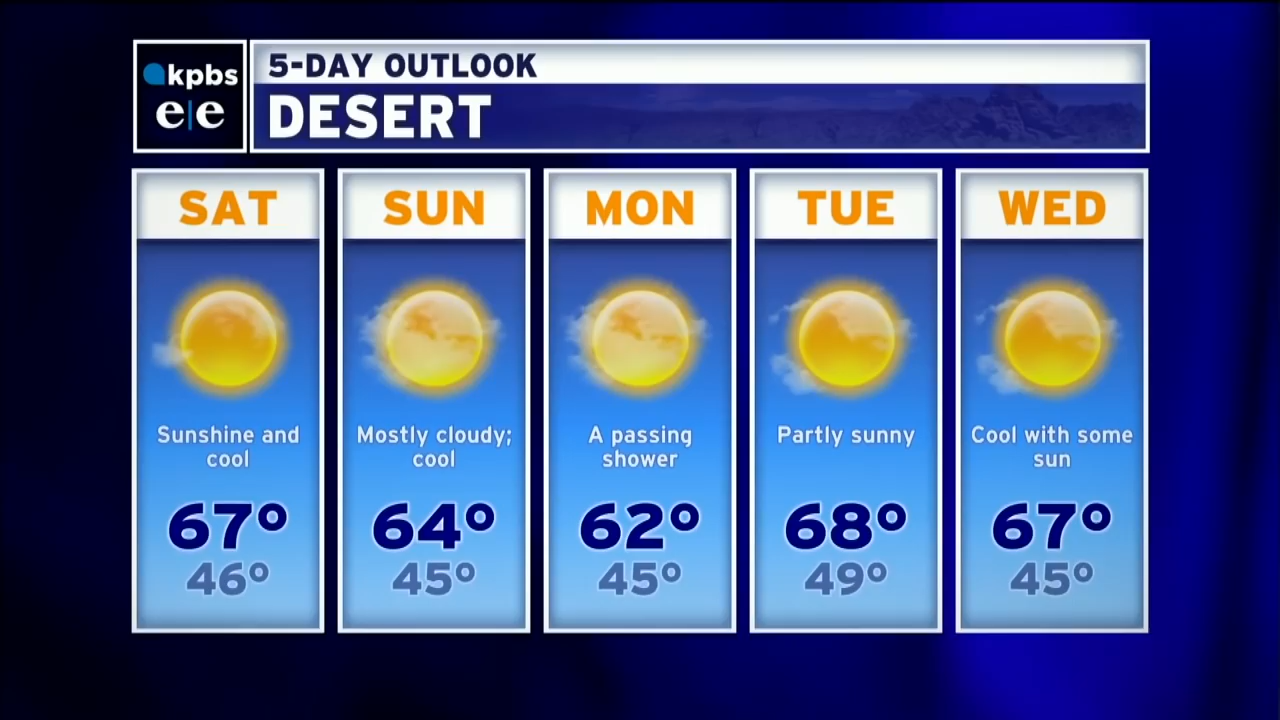 kpbs
e|e
5-DAY OUTLOOK
DESERT
SAT
Sunshine and
cool
67°
46°
SUN
Mostly cloudy;
cool
64°
45°
MON
A passing
shower
62°
45°
TUE
Partly sunny
68°
49°
WED
Cool with some
sun
67°
45°